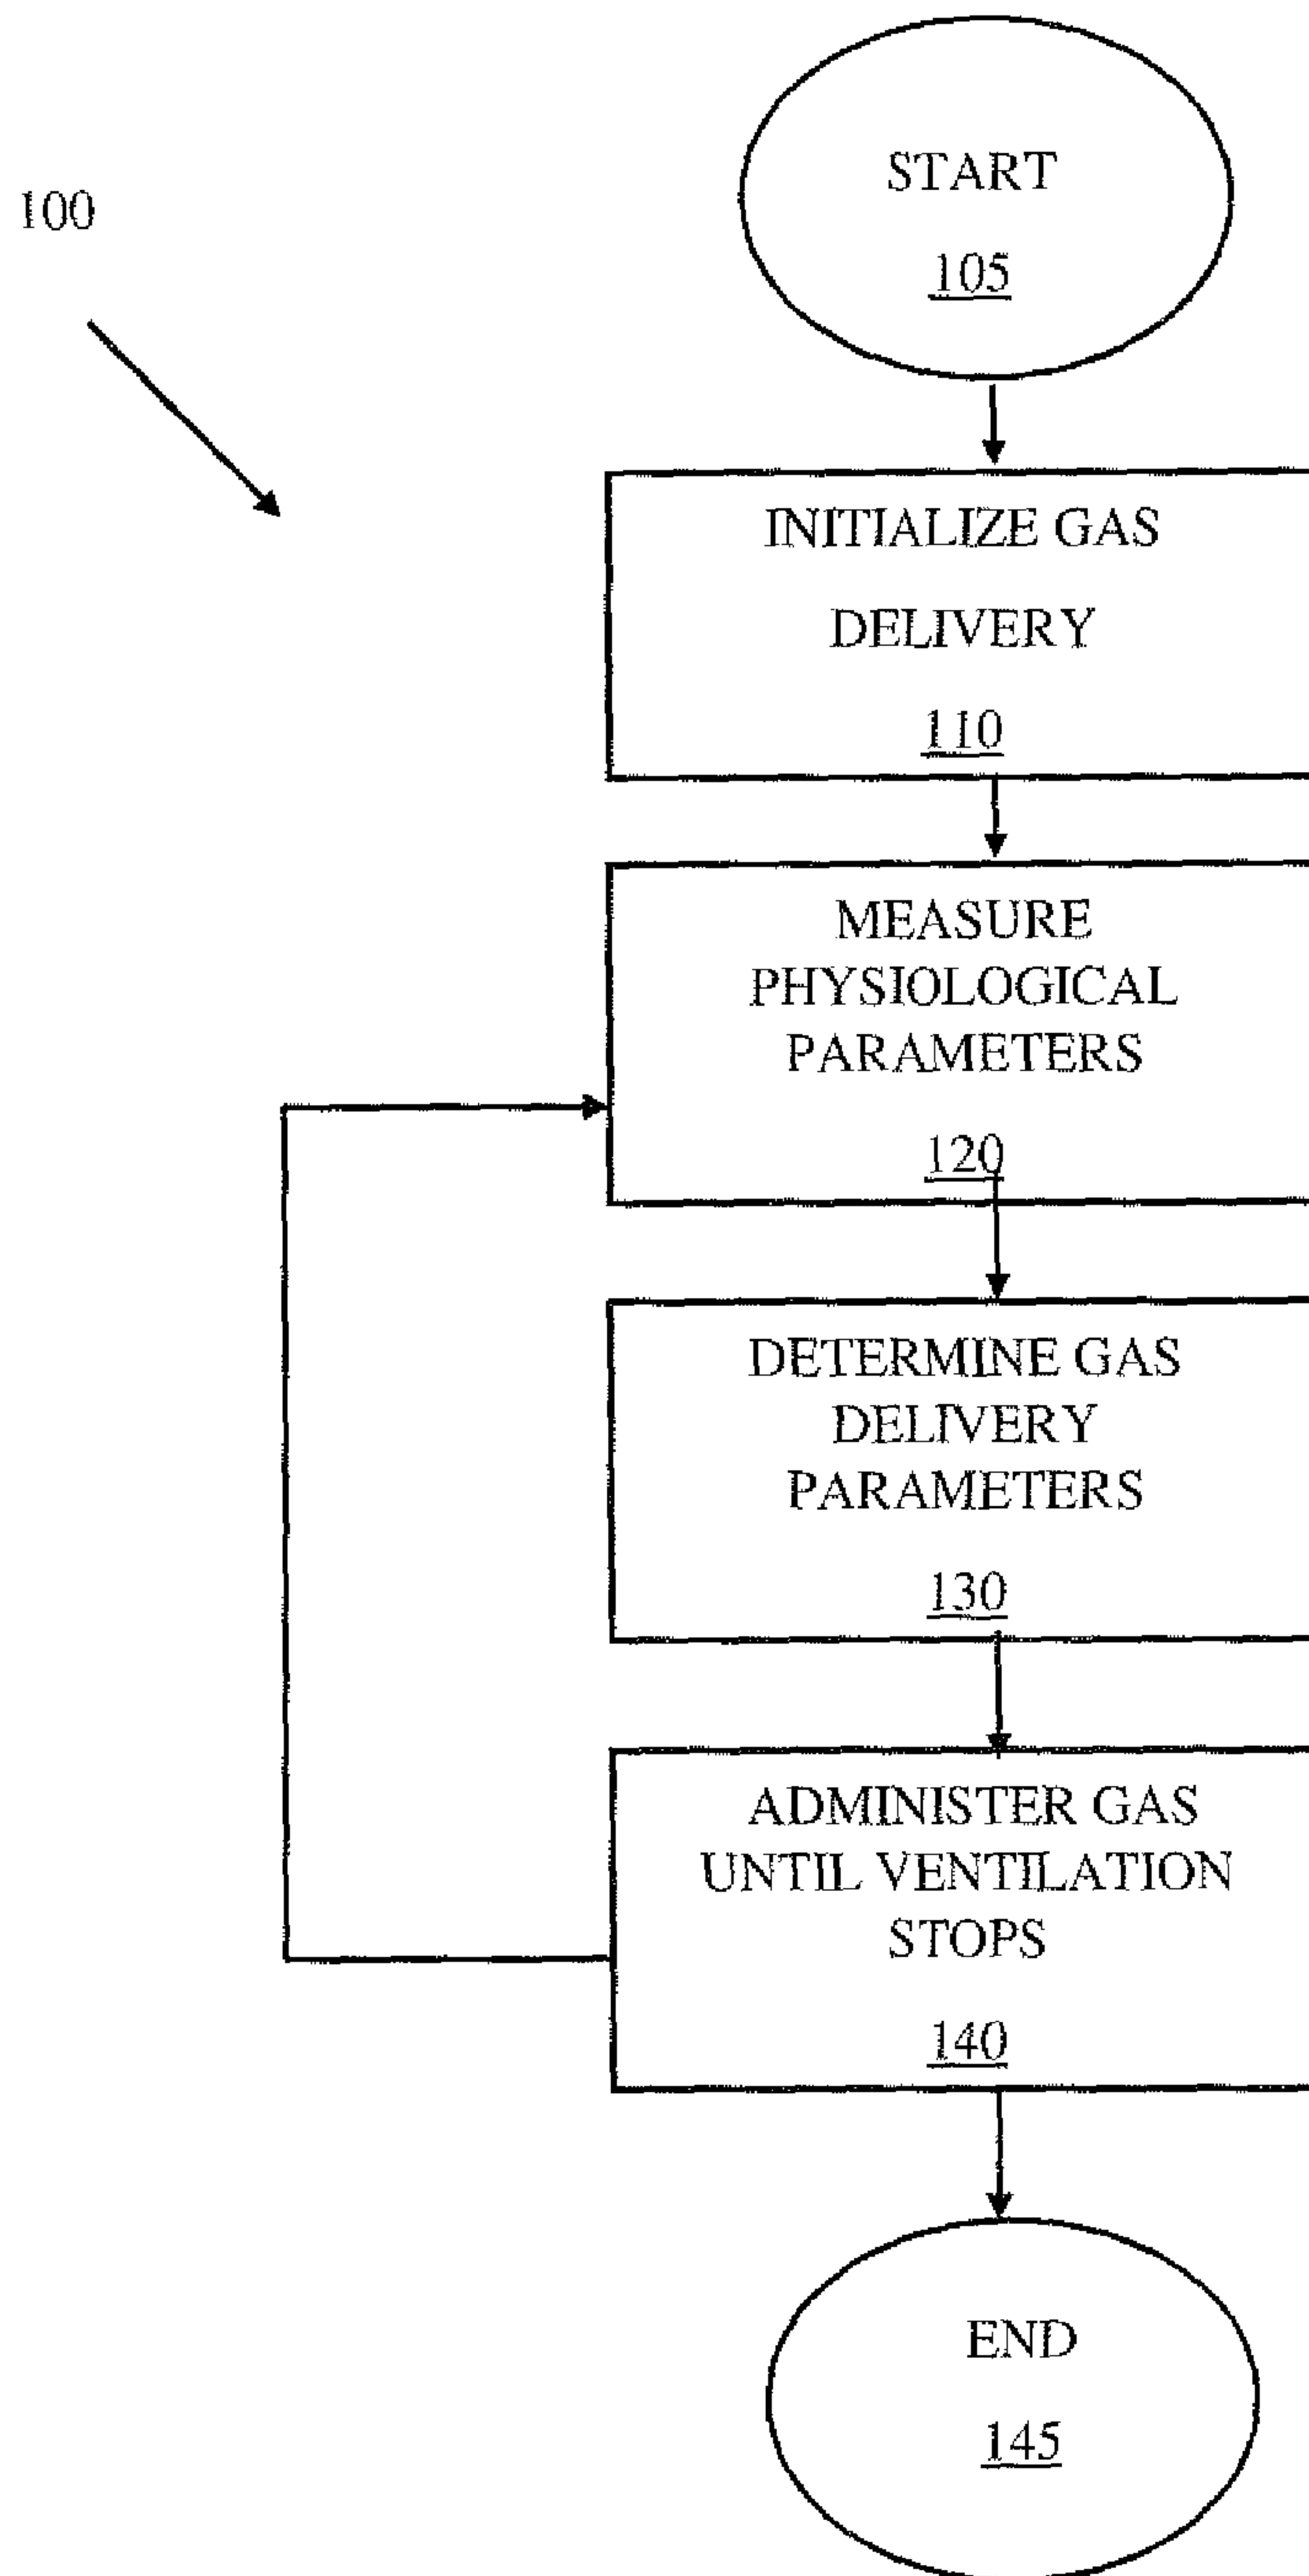 100
START
105
INITIALIZE GAS
DELIVERY
110
MEASURE
PHYSIOLOGICAL
PARAMETERS
120
DETERMINE GAS
DELIVERY
PARAMETERS
130
ADMINISTER GAS
UNTIL VENTILATION
STOPS
140
END
145